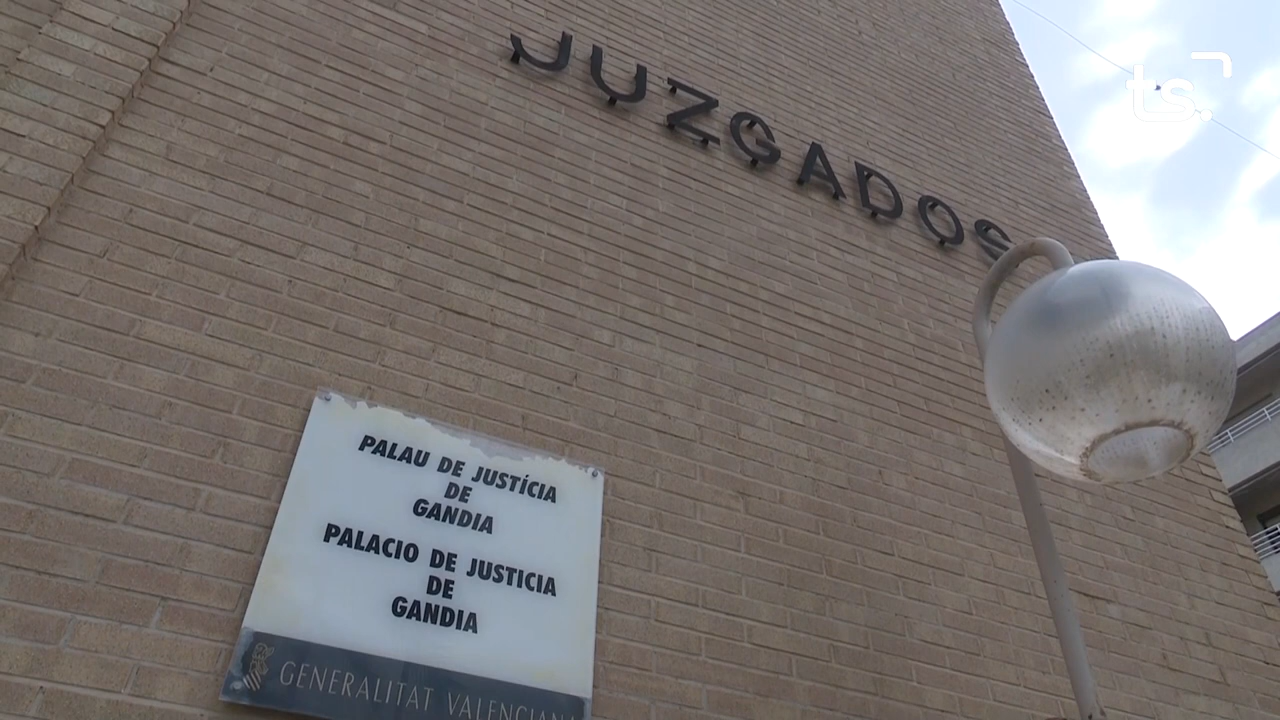 ts.
JUZGADOS
PALAU DE JUSTÍCIA
DE
GANDIA
PALACIO DE JUSTICIA
DE
GANDIA
GENERALITAT VALENCIANA